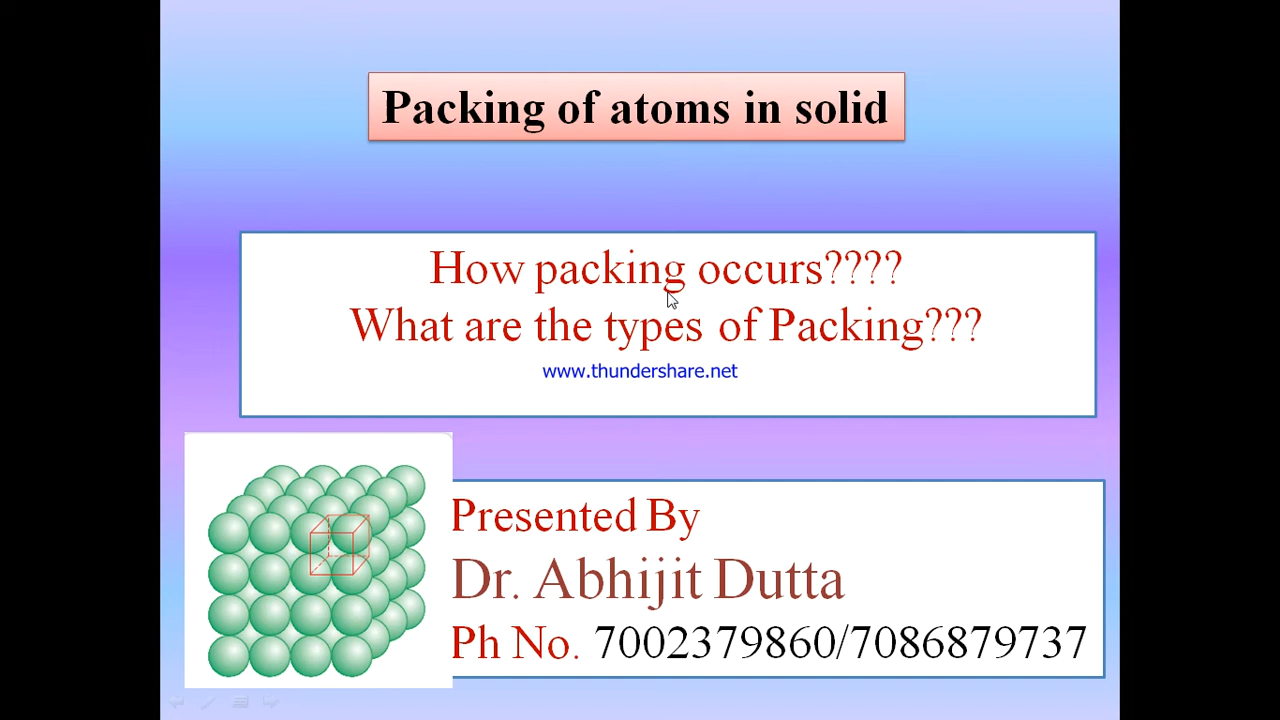 Packing of atoms in solid
How packing occurs????
What are the types of Packing???
www.thundershare.net
Presented By
Dr. Abhijit Dutta
Ph No. 7002379860/7086879737